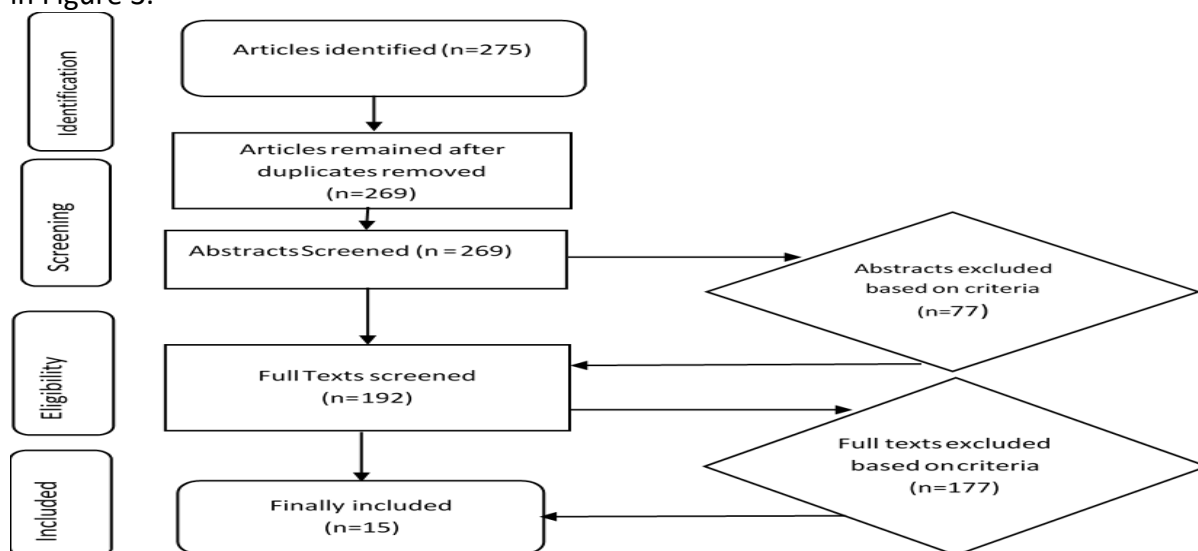 in Figure 3.
Identification
Articles identified (n=275)
Articles remained after
duplicates removed
(n=269)
Screening
Abstracts Screened (n = 269)
Abstracts excluded
based on criteria
(n=77)
Eligibility
Full Texts screened
(n=192)
Full texts excluded
based on criteria
(n=177)
Included
Finally included
(n=15)